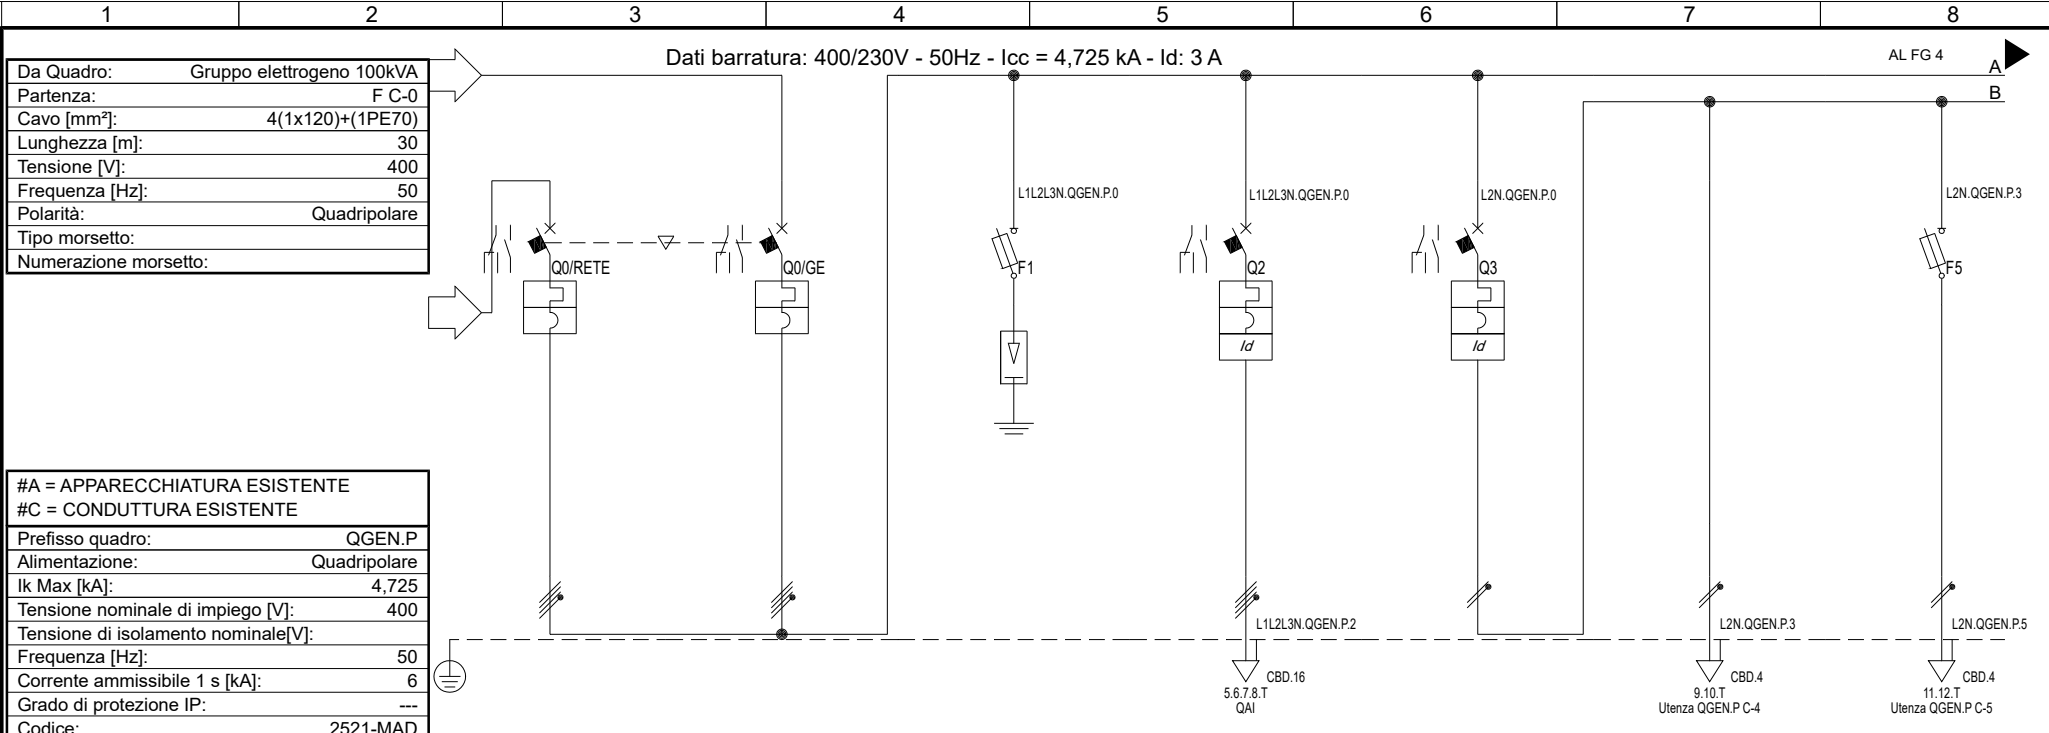 1 2 3 4 5 6 7 8
Dati barratura: 400/230V - 50Hz - Icc = 4,725 kA - Id: 3 A
AL FG 4
A
B
Da Quadro: Gruppo elettrogeno 100kVA
Partenza: F C-0
Cavo [mm²]: 4(1x120)+(1PE70)
Lunghezza [m]: 30
Tensione [V]: 400
Frequenza [Hz]: 50
Polarità: Quadripolare
Tipo morsetto:
Numerazione morsetto:
L1L2L3N.QGEN.P.0 L1L2L3N.QGEN.P.0 L2N.QGEN.P.0 L2N.QGEN.P.3
Q0/RETE Q0/GE F1 Q2 Q3 F5
Id Id
#A = APPARECCHIATURA ESISTENTE
#C = CONDUTTURA ESISTENTE
Prefisso quadro: QGEN.P
Alimentazione: Quadripolare
Ik Max [kA]: 4,725
Tensione nominale di impiego [V]: 400
Tensione di isolamento nominale[V]:
Frequenza [Hz]: 50
Corrente ammissibile 1 s [kA]: 6
Grado di protezione IP: ---
Codice: 2521-MAD
L1L2L3N.QGEN.P.2 L2N.QGEN.P.3 L2N.QGEN.P.5
CBD.16 CBD.4 CBD.4
5.6.7.8.T 9.10.T 11.12.T
QAI Utenza QGEN.P C-4 Utenza QGEN.P C-5